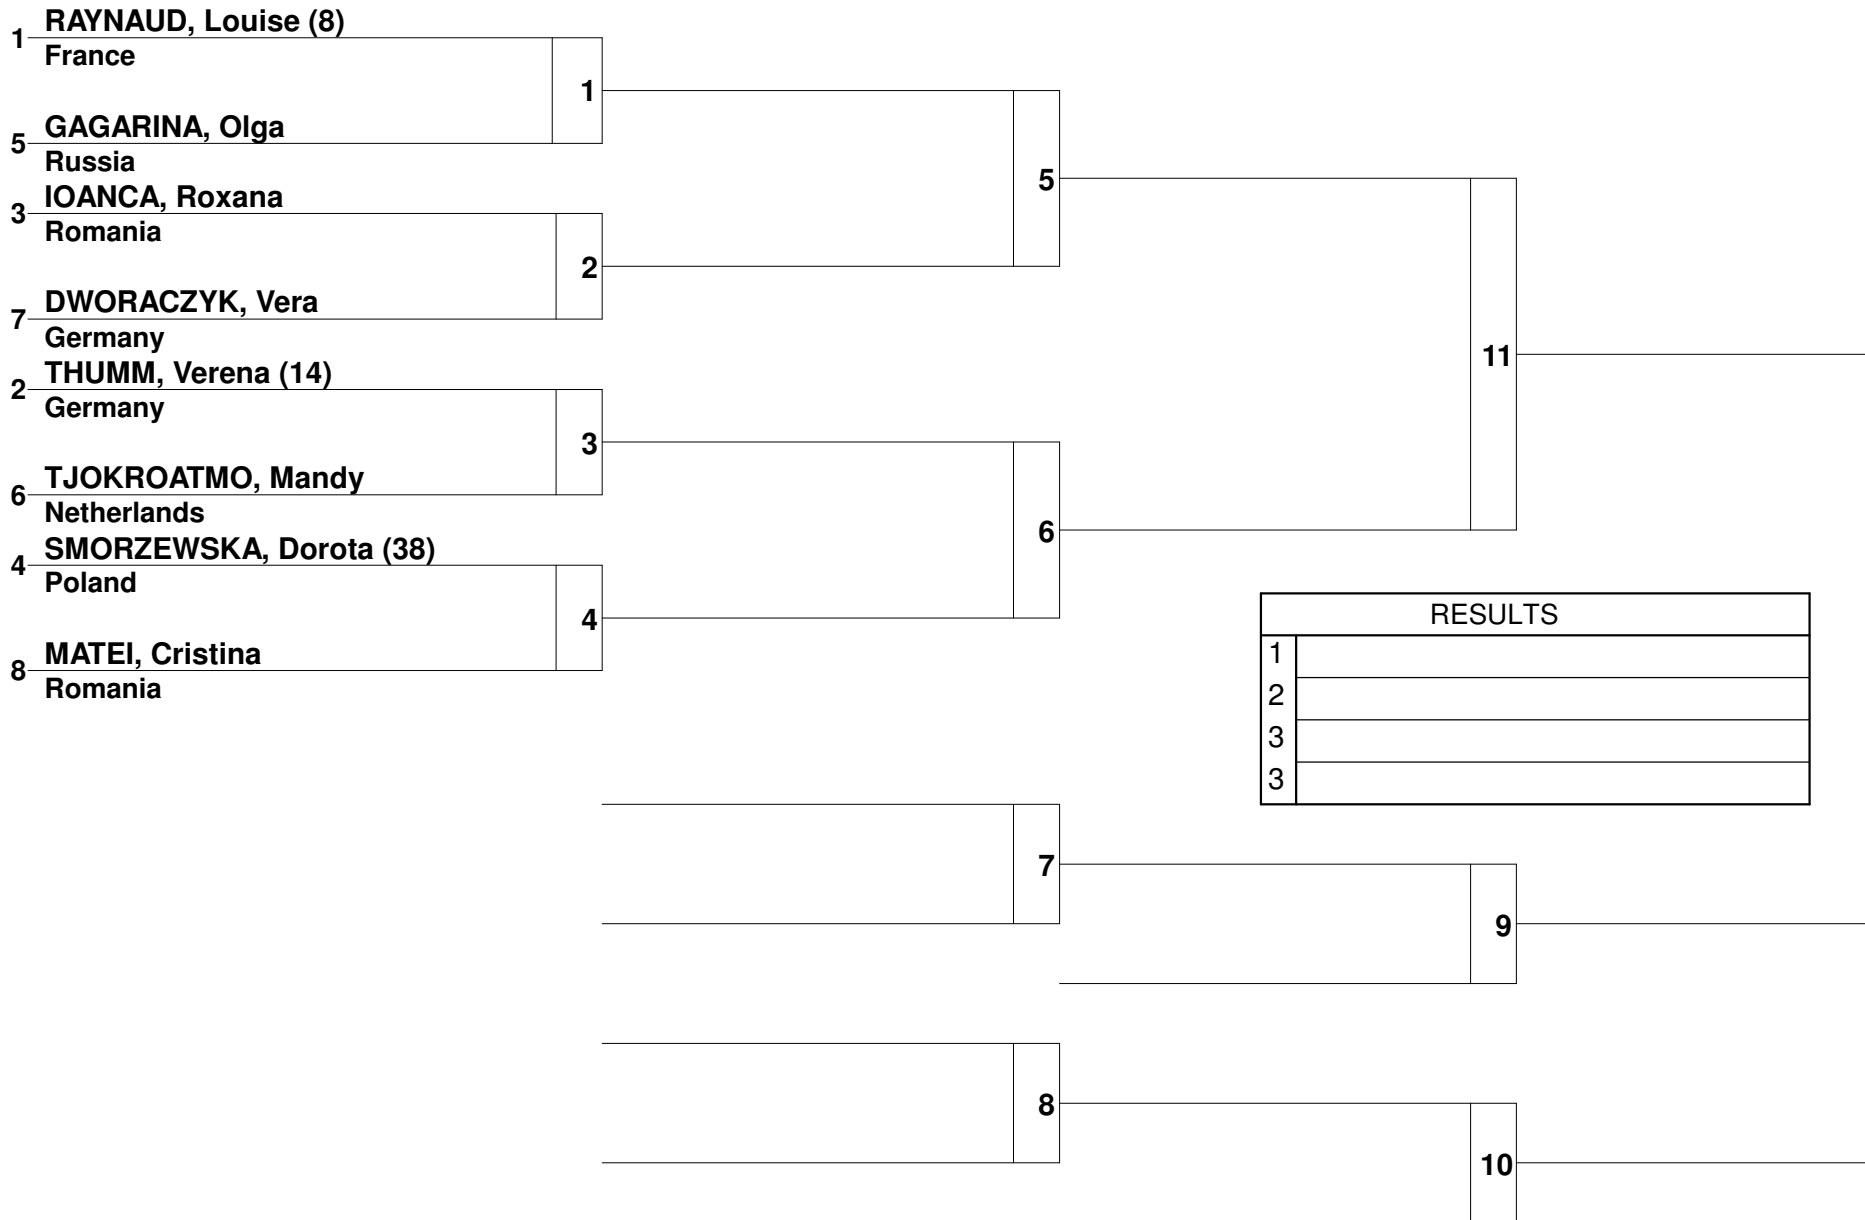 1 RAYNAUD, Louise (8)
France
1
5 GAGARINA, Olga
Russia
3 IOANCA, Roxana
Romania
2
7 DWORACZYK, Vera
Germany
2 THUMM, Verena (14)
Germany
3
6 TJOKROATMO, Mandy
Netherlands
4 SMORZEWSKA, Dorota (38)
Poland
4
8 MATEI, Cristina
Romania
5
6
11
RESULTS
1
2
3
3
7
9
8
10